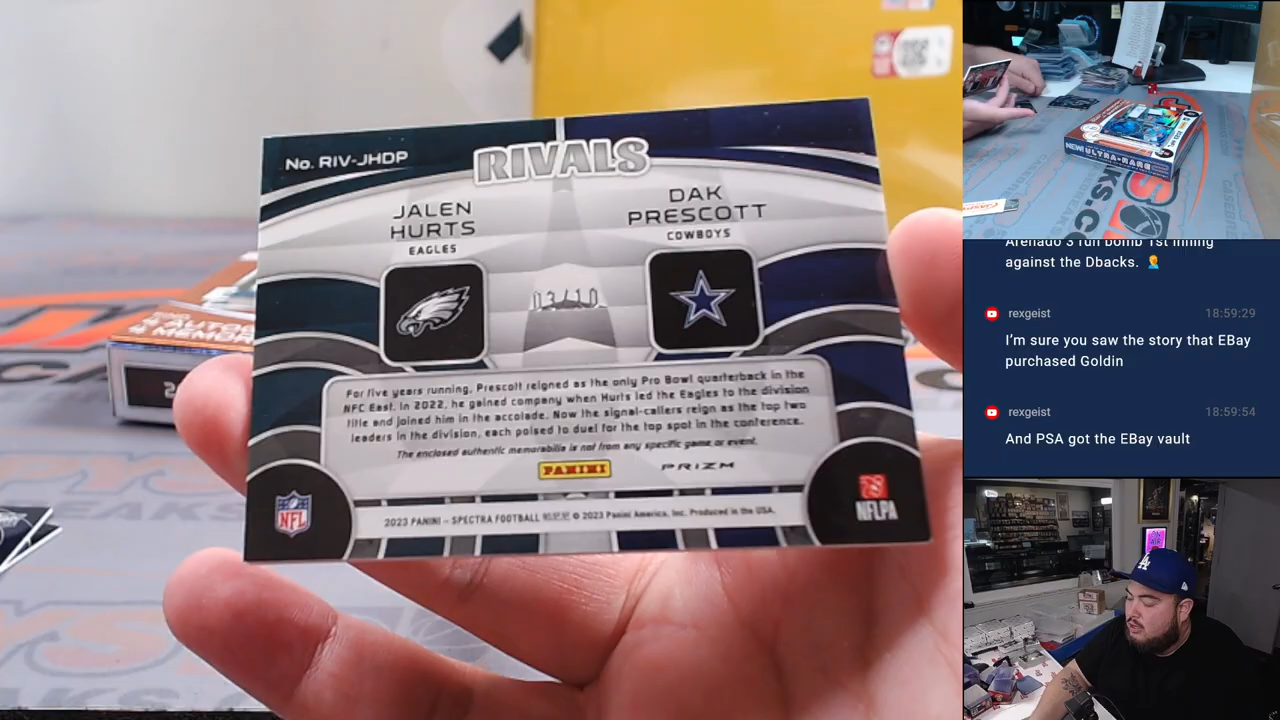 No. RIV-JHDP
RIVALS
JALEN
HURTS
EAGLES
DAK
PRESCOTT
COWBOYS
03/10
For five years running, Prescott reigned as the only Pro Bowl quarterback in the
NFC East. In 2022, he gained company when Hurts led the Eagles to the division
title and joined him in the accolade. Now the signal-callers reign as the top two
leaders in the division, each poised to duel for the top spot in the conference.
The enclosed authentic memorabilia is not from any specific game or event.
PANINI
PRIZM
NFL
NFLPA
2023 PANINI – SPECTRA FOOTBALL © 2023 Panini America, Inc. Produced in the USA.
NEW! ULTRA-RARE
Arenado 3 run bomb 1st inning
against the Dbacks. 🤦
rexgeist
18:59:29
I'm sure you saw the story that EBay
purchased Goldin
rexgeist
18:59:54
And PSA got the EBay vault
ON
AIR
LA